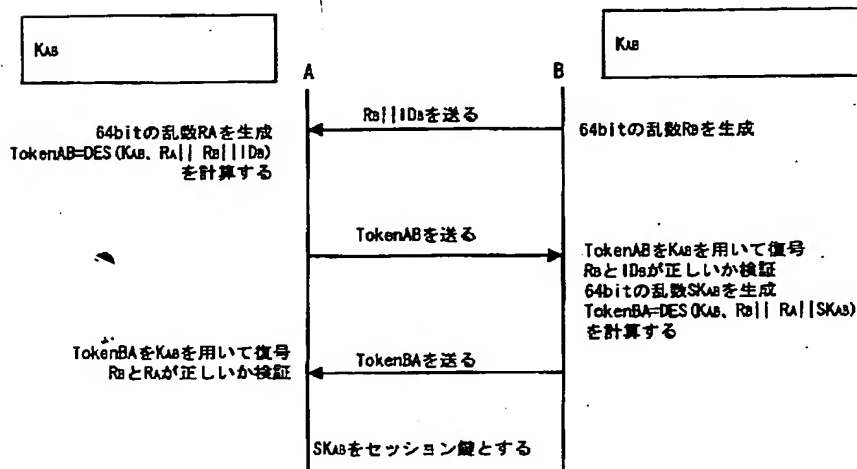 KAB
KAB
A
B
RB||IDBを送る
64bitの乱数RAを生成
TokenAB=DES(KAB、RA|| RB||IDB)
を計算する
64bitの乱数RBを生成
TokenABを送る
TokenABをKABを用いて復号
RBとIDBが正しいか検証
64bitの乱数SKABを生成
TokenBA=DES(KAB、RB|| RA||SKAB)
を計算する
TokenBAをKABを用いて復号
RBとRAが正しいか検証
TokenBAを送る
SKABをセッション鍵とする